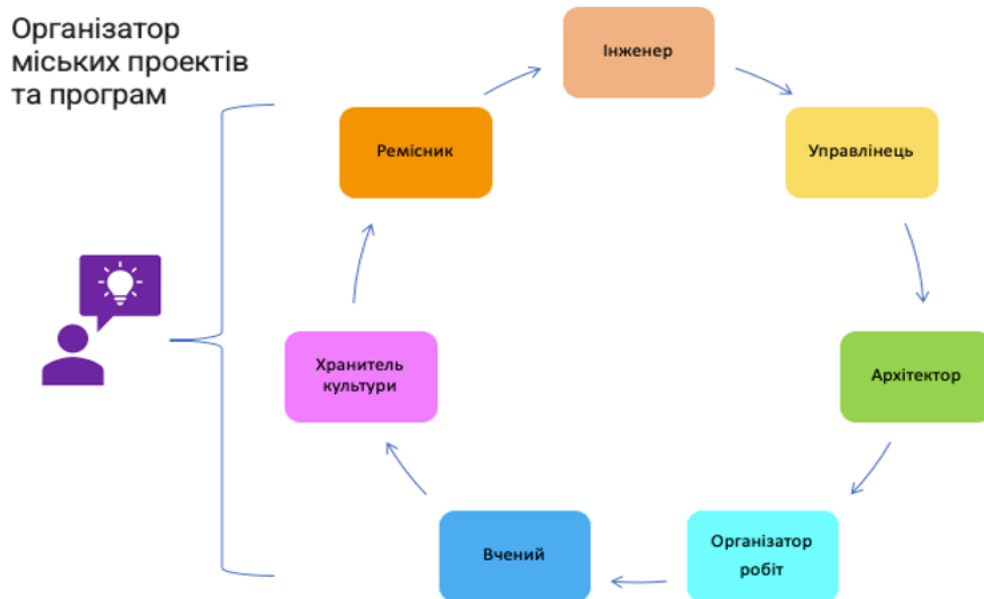 Організатор
міських проектів
та програм
Інженер
Управлінець
Архітектор
Організатор
робіт
Вчений
Хранитель
культури
Ремісник